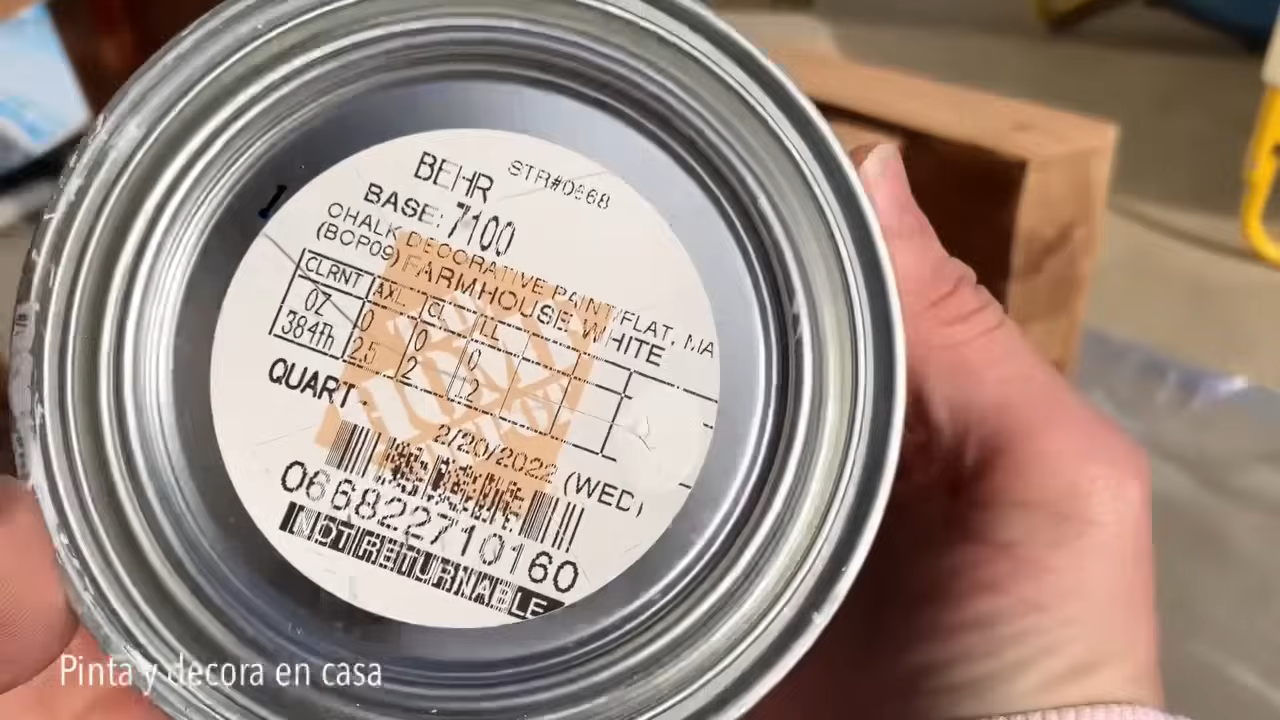 BEHR STR#0668
BASE: 7100
CHALK DECORATIVE PAINT/FLAT, MA
(BCP09) FARMHOUSE WHITE
CLRNT AXL CL LL
OZ 0 0 0
384th 2.5 2 12
QUART
2/20/2022 (WED)
066822710160
NOT RETURNABLE
Pinta y decora en casa